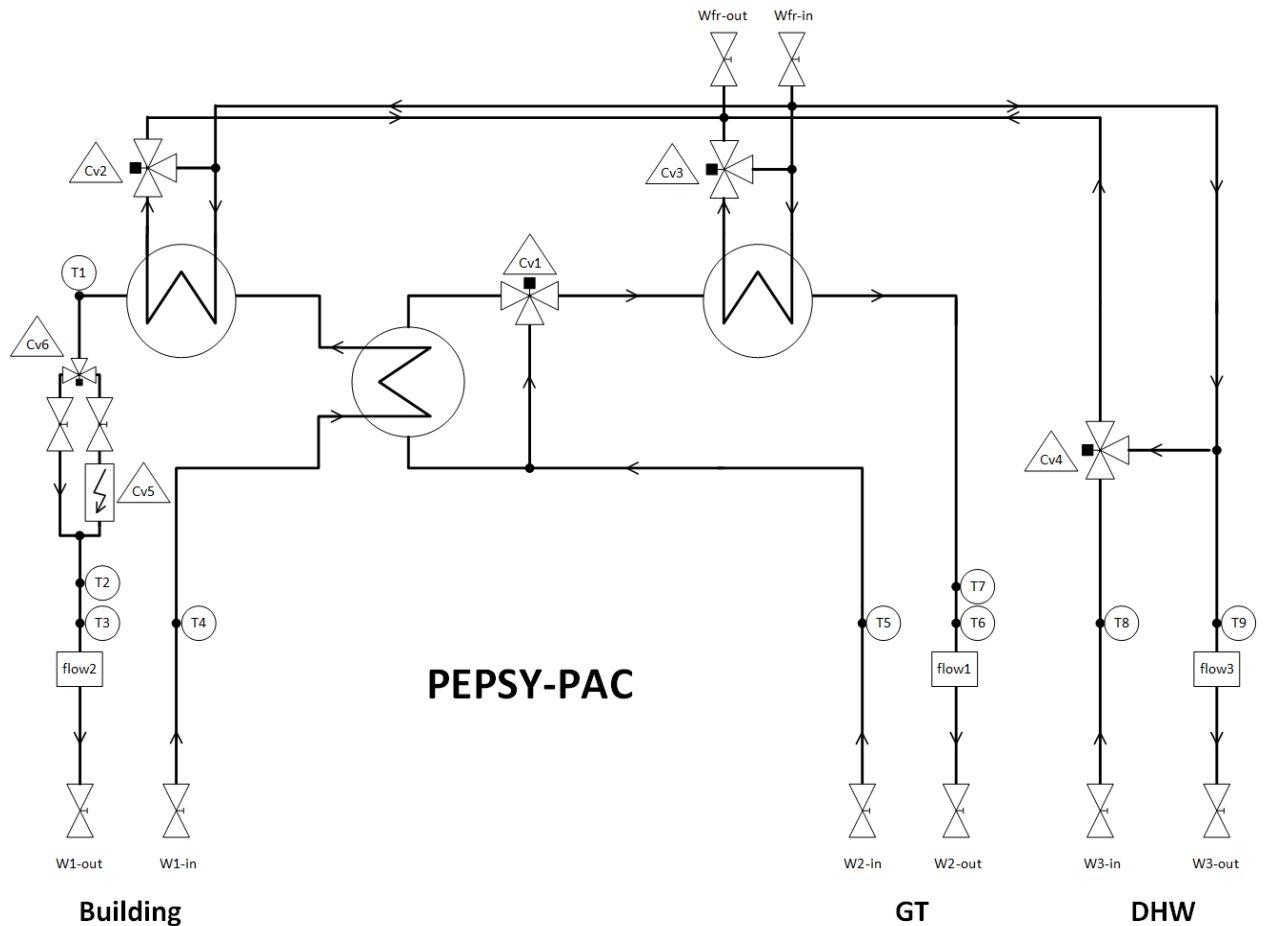 Wfr-out Wfr-in
Cv2
Cv3
Cv1
T1
Cv6
Cv4
Cv5
T2
T7
T3
T4
T5
T6
T8
T9
flow2
flow1
flow3
PEPSY-PAC
W1-out W1-in W2-in W2-out W3-in W3-out
Building GT DHW